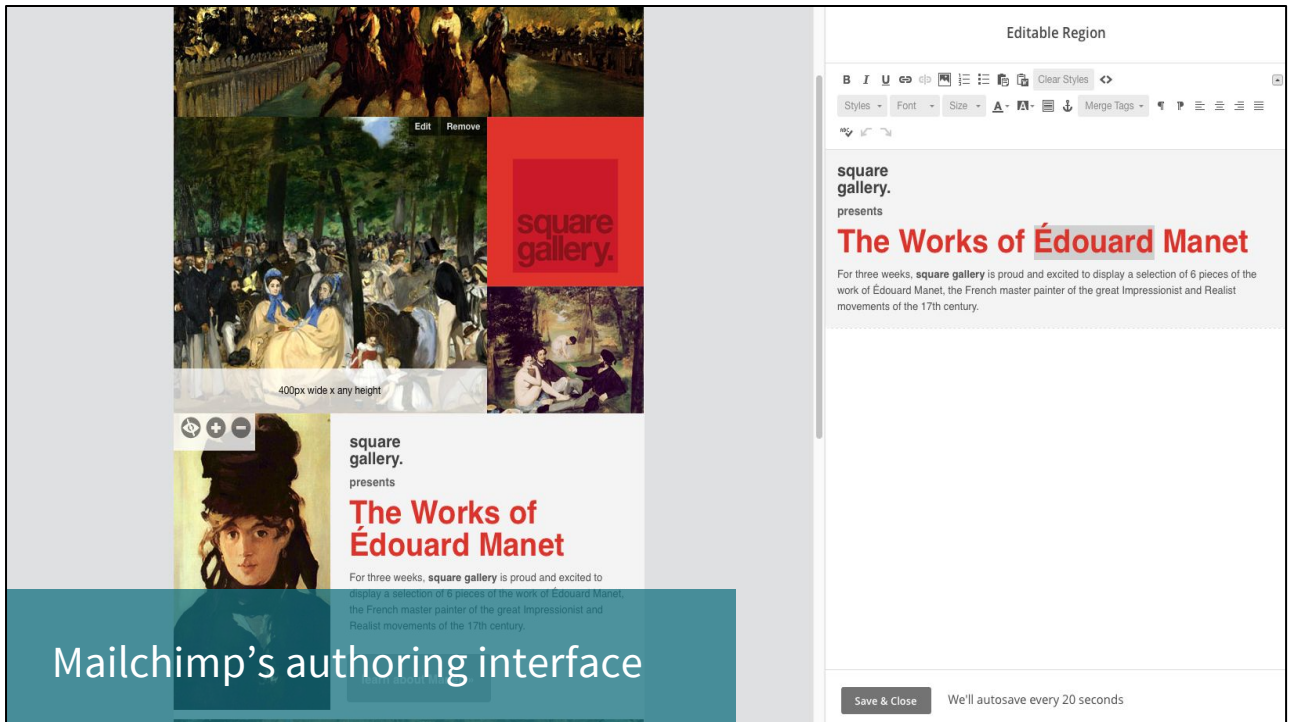 Edit Remove
square
gallery.
400px wide x any height
square
gallery.
presents
The Works of
Édouard Manet
For three weeks, square gallery is proud and excited to
display a selection of 6 pieces of the work of Édouard Manet,
the French master painter of the great Impressionist and
Realist movements of the 17th century.
Mailchimp’s authoring interface
Editable Region
B I U Clear Styles <>
Styles Font Size A A Merge Tags
ABC
square
gallery.
presents
The Works of Édouard Manet
For three weeks, square gallery is proud and excited to display a selection of 6 pieces of the
work of Édouard Manet, the French master painter of the great Impressionist and Realist
movements of the 17th century.
Save & Close We'll autosave every 20 seconds